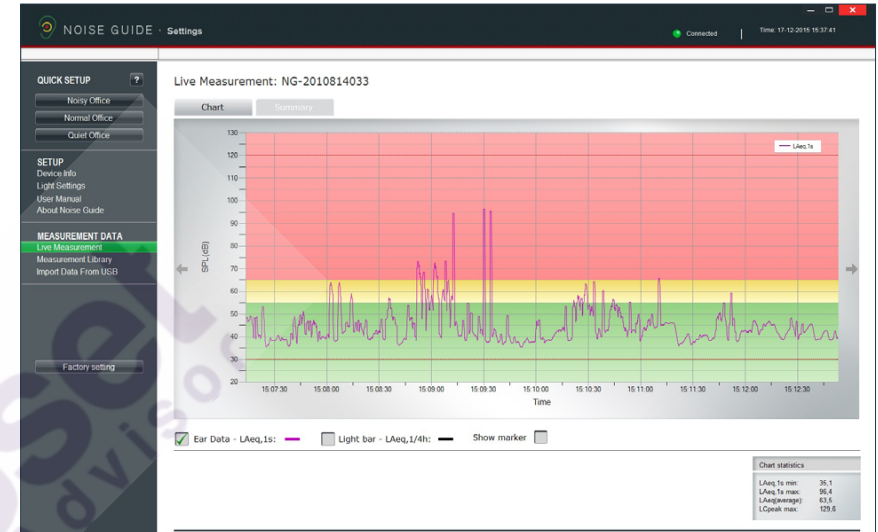 NOISE GUIDE · Settings
Connected | Time: 17-12-2015 15:37:41
QUICK SETUP ?
Noisy Office
Normal Office
Quiet Office
SETUP
Device Info
Light Settings
User Manual
About Noise Guide
MEASUREMENT DATA
Live Measurement
Measurement Library
Import Data From USB
Factory setting
Live Measurement: NG-2010814033
Chart Summary
LAeq,1s
SPL(dB)
130
120
110
100
90
80
70
60
50
40
30
20
15:07:30 15:08:00 15:08:30 15:09:00 15:09:30 15:10:00 15:10:30 15:11:00 15:11:30 15:12:00 15:12:30
Time
Ear Data - LAeq,1s: Light bar - LAeq,1/4h: Show marker
Chart statistics
LAeq,1s min: 35,1
LAeq,1s max: 96,4
LAeq(average): 63,5
LCpeak max: 129,6